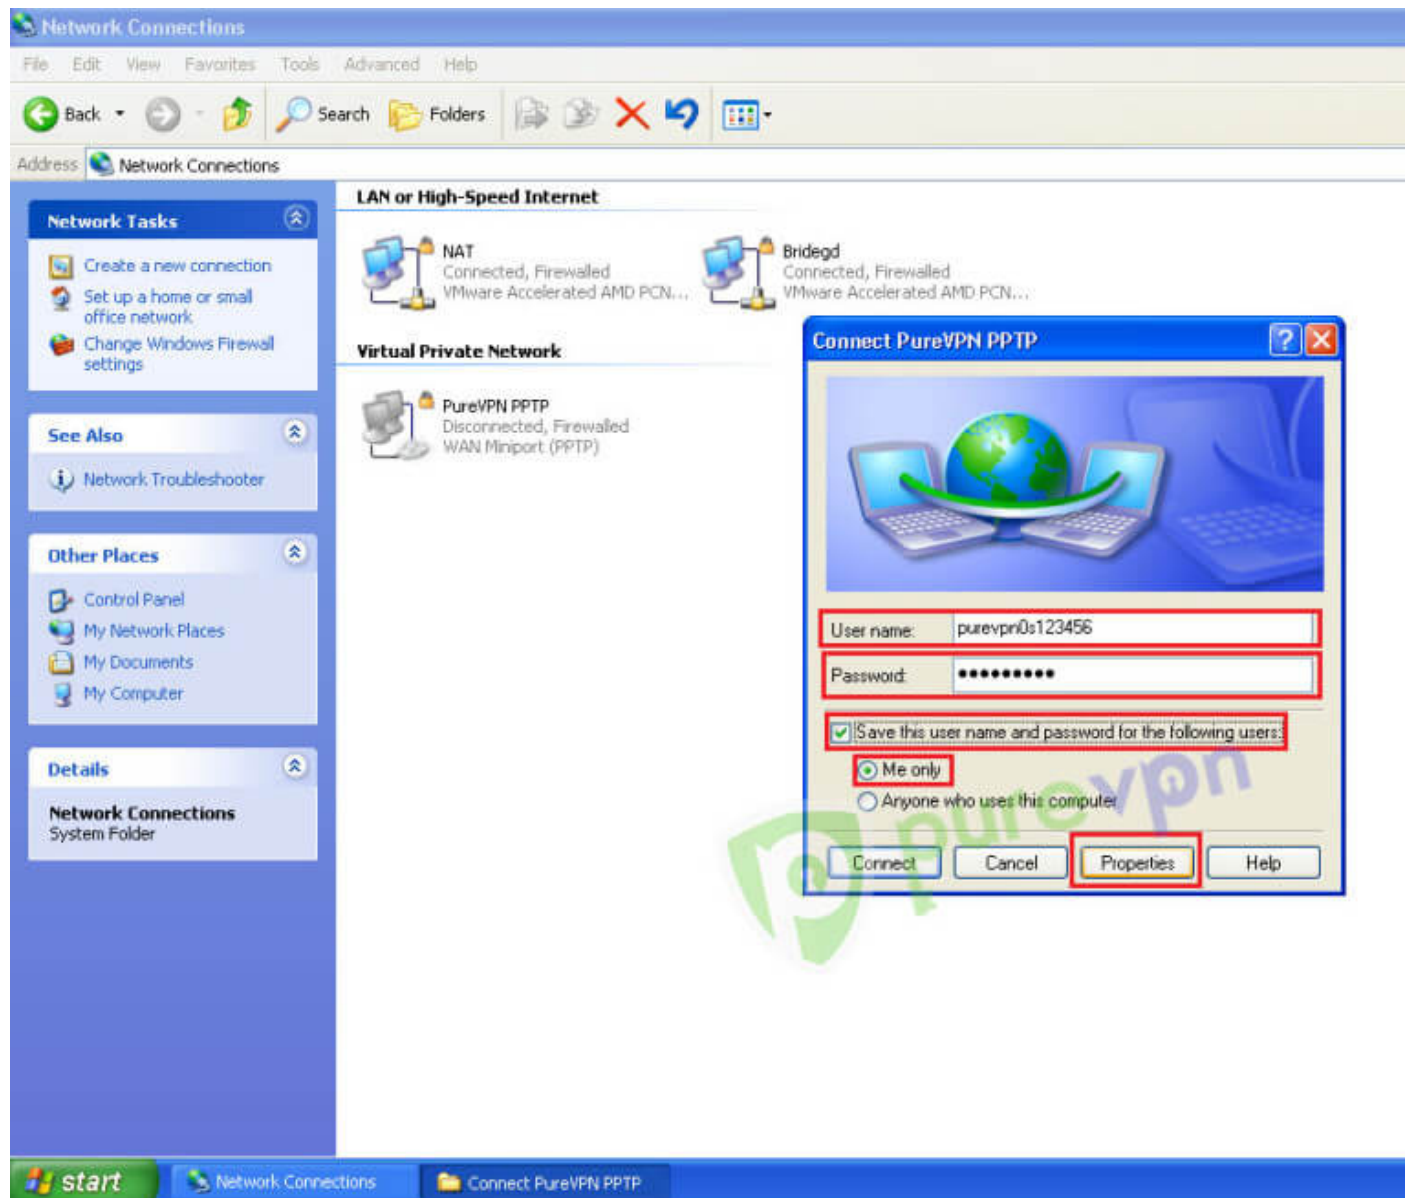 Network Connections
File Edit View Favorites Tools Advanced Help
Back Search Folders
Address Network Connections
Network Tasks
Create a new connection
Set up a home or small
office network
Change Windows Firewall
settings
See Also
Network Troubleshooter
Other Places
Control Panel
My Network Places
My Documents
My Computer
Details
Network Connections
System Folder
LAN or High-Speed Internet
NAT
Connected, Firewalled
VMware Accelerated AMD PCN...
Bridegd
Connected, Firewalled
VMware Accelerated AMD PCN...
Virtual Private Network
PureVPN PPTP
Disconnected, Firewalled
WAN Miniport (PPTP)
Connect PureVPN PPTP
User name: purevpn0s123456
Password: •••••••••
Save this user name and password for the following users:
Me only
Anyone who uses this computer
Connect Cancel Properties Help
purevpn
start Network Connections Connect PureVPN PPTP